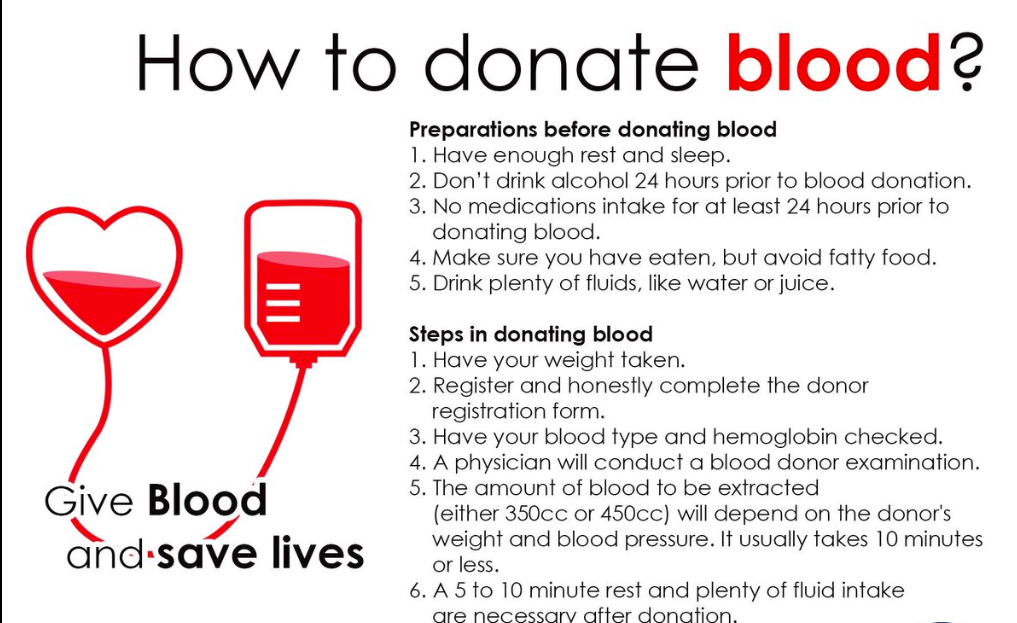 How to donate blood?
Preparations before donating blood
1. Have enough rest and sleep.
2. Don't drink alcohol 24 hours prior to blood donation.
3. No medications intake for at least 24 hours prior to
donating blood.
4. Make sure you have eaten, but avoid fatty food.
5. Drink plenty of fluids, like water or juice.
Steps in donating blood
1. Have your weight taken.
2. Register and honestly complete the donor
registration form.
3. Have your blood type and hemoglobin checked.
4. A physician will conduct a blood donor examination.
5. The amount of blood to be extracted
(either 350cc or 450cc) will depend on the donor's
weight and blood pressure. It usually takes 10 minutes
or less.
6. A 5 to 10 minute rest and plenty of fluid intake
are necessary after donation.
Give Blood
and save lives